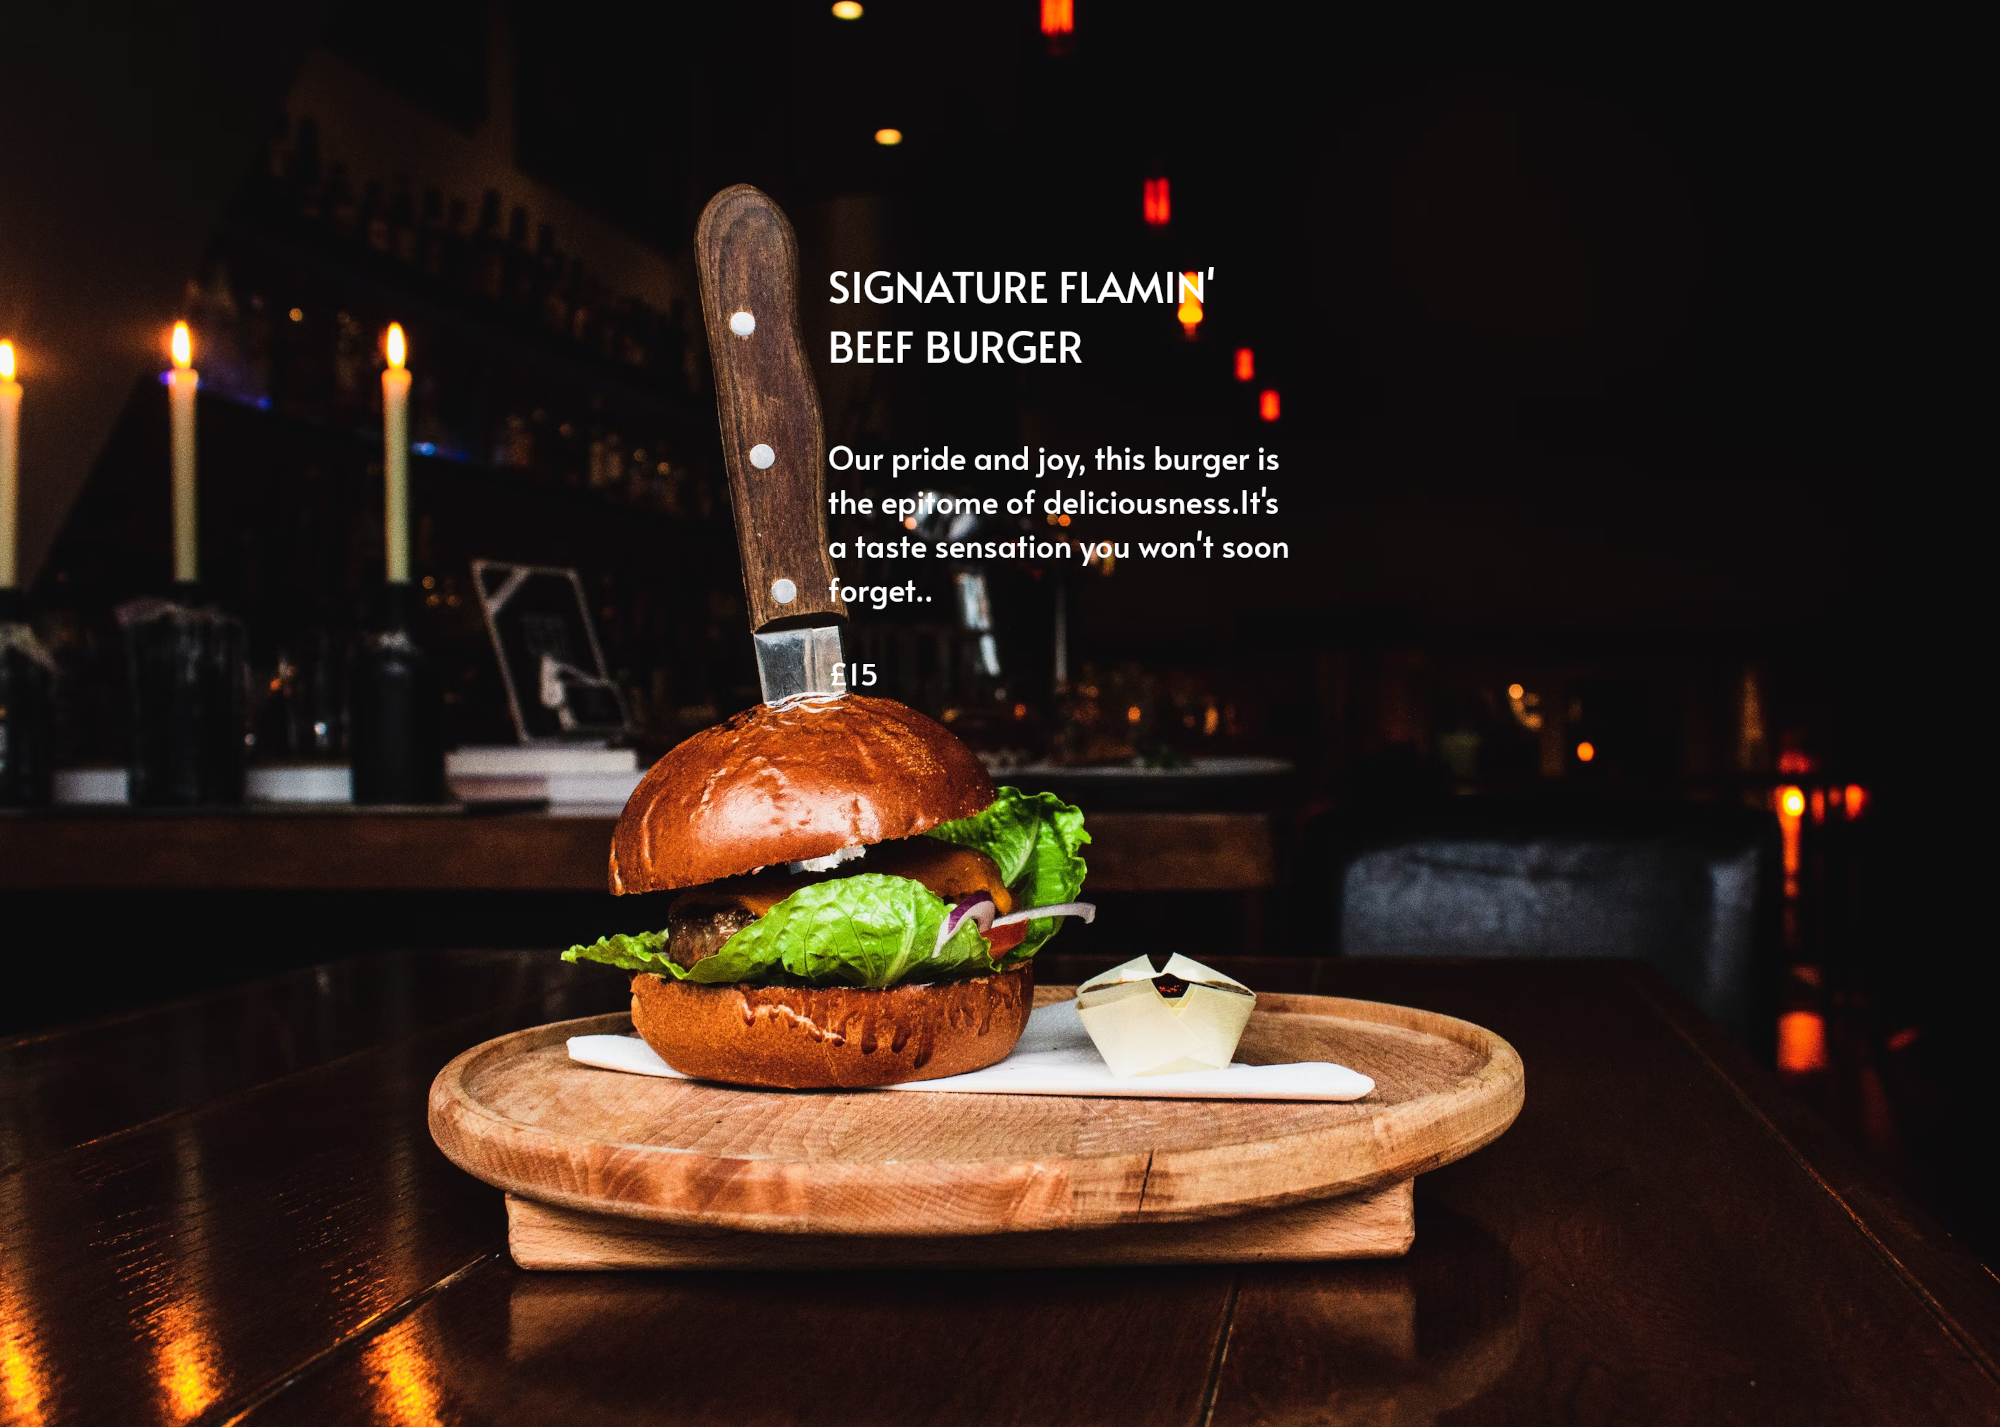 SIGNATURE FLAMIN'
BEEF BURGER
Our pride and joy, this burger is
the epitome of deliciousness.It's
a taste sensation you won't soon
forget..
£15